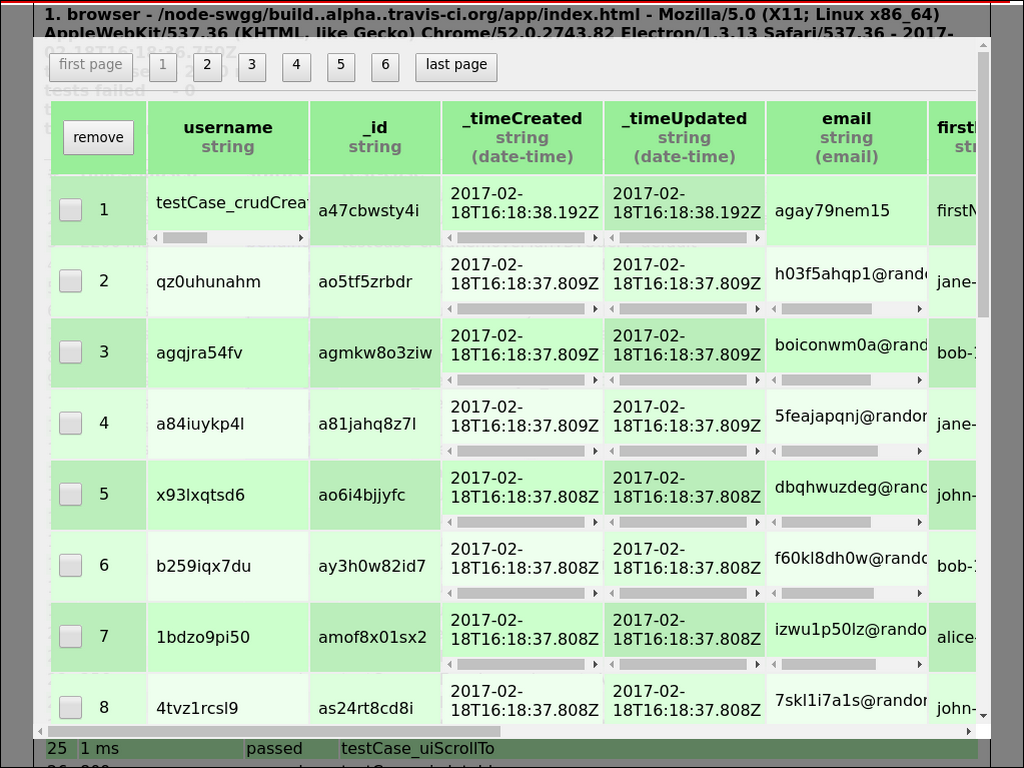 1. browser - /node-swgg/build..alpha..travis-ci.org/app/index.html - Mozilla/5.0 (X11; Linux x86_64)
AppleWebKit/537.36 (KHTML, like Gecko) Chrome/52.0.2743.82 Electron/1.3.13 Safari/537.36 - 2017-
02-18T16:18:36.750Z
tests failed - 0
first page 1 2 3 4 5 6 last page
remove username _id _timeCreated _timeUpdated email
string string string string string
(date-time) (date-time) (email)
1 testCase_crudCrea a47cbwsty4i 2017-02-18T16:18:38.192Z 2017-02-18T16:18:38.192Z agay79nem15 firstN
2 qz0uhunahm ao5tf5zrbdr 2017-02-18T16:18:37.809Z 2017-02-18T16:18:37.809Z h03f5ahqp1@rand jane-
3 agqjra54fv agmkw8o3ziw 2017-02-18T16:18:37.809Z 2017-02-18T16:18:37.809Z boiconwm0a@rand bob-
4 a84iuykp4l a81jahq8z7l 2017-02-18T16:18:37.809Z 2017-02-18T16:18:37.809Z 5feajapqnj@randor jane-
5 x93lxqtsd6 ao6i4bjjyfc 2017-02-18T16:18:37.808Z 2017-02-18T16:18:37.808Z dbqhwuzdeg@rand john-
6 b259iqx7du ay3h0w82id7 2017-02-18T16:18:37.808Z 2017-02-18T16:18:37.808Z f60kl8dh0w@rand bob-
7 1bdzo9pi50 amof8x01sx2 2017-02-18T16:18:37.808Z 2017-02-18T16:18:37.808Z izwu1p50lz@rando alice-
8 4tvz1rcsl9 as24rt8cd8i 2017-02-18T16:18:37.808Z 2017-02-18T16:18:37.808Z 7skl1i7a1s@randor john-
25 1 ms passed testCase_uiScrollTo